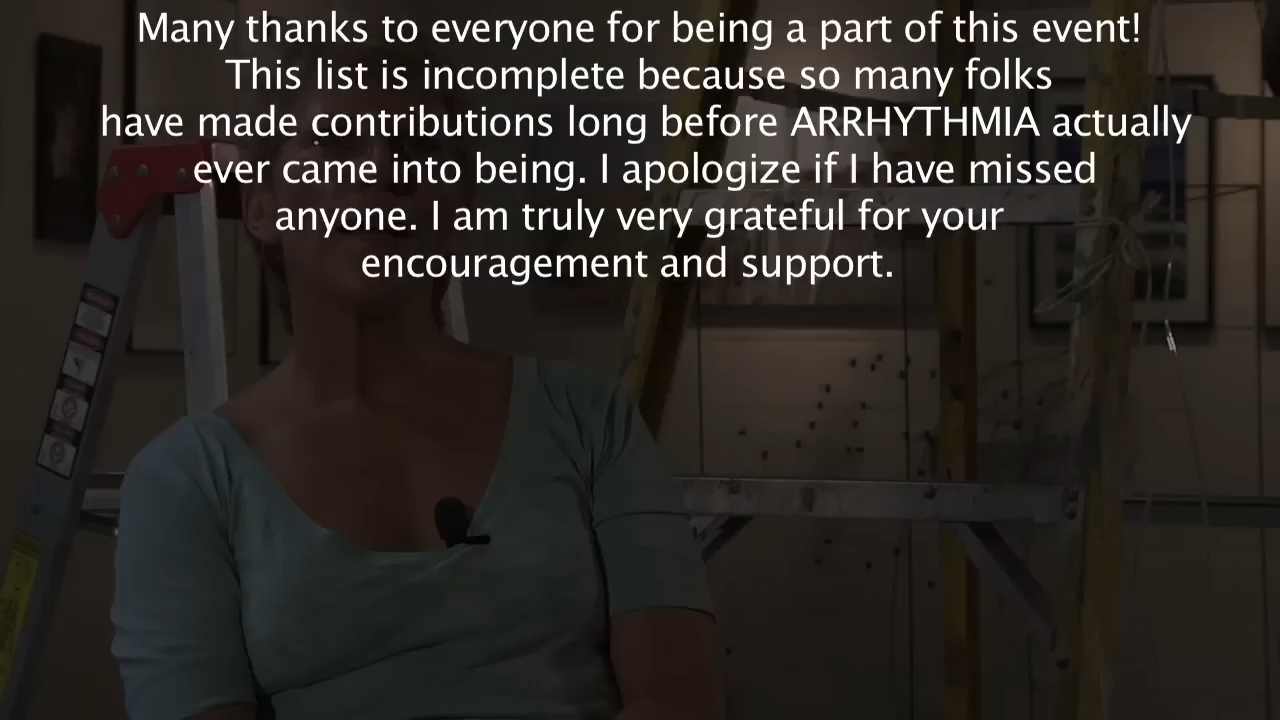 Many thanks to everyone for being a part of this event!
This list is incomplete because so many folks
have made contributions long before ARRHYTHMIA actually
ever came into being. I apologize if I have missed
anyone. I am truly very grateful for your
encouragement and support.